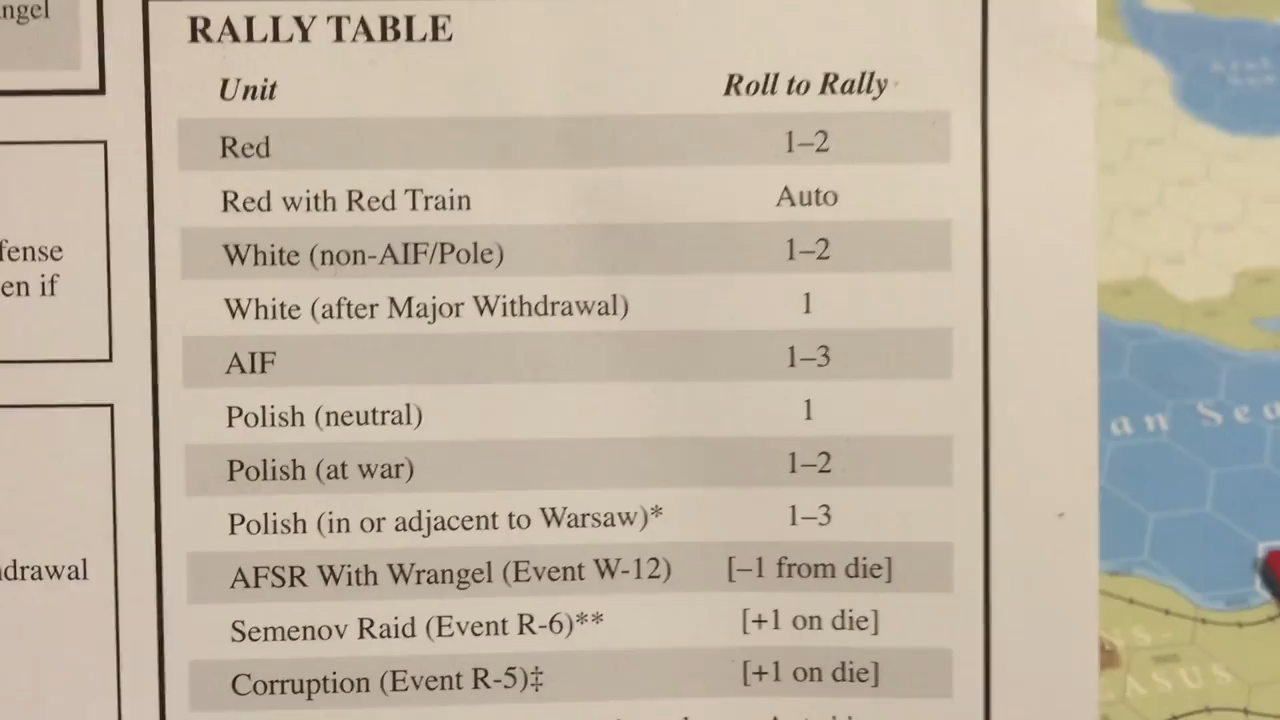 ngel
fense
en if
drawal
RALLY TABLE
Unit Roll to Rally
Red 1–2
Red with Red Train Auto
White (non-AIF/Pole) 1–2
White (after Major Withdrawal) 1
AIF 1–3
Polish (neutral) 1
Polish (at war) 1–2
Polish (in or adjacent to Warsaw)* 1–3
AFSR With Wrangel (Event W-12) [–1 from die]
Semenov Raid (Event R-6)** [+1 on die]
Corruption (Event R-5)‡ [+1 on die]
an Sea
ASUS